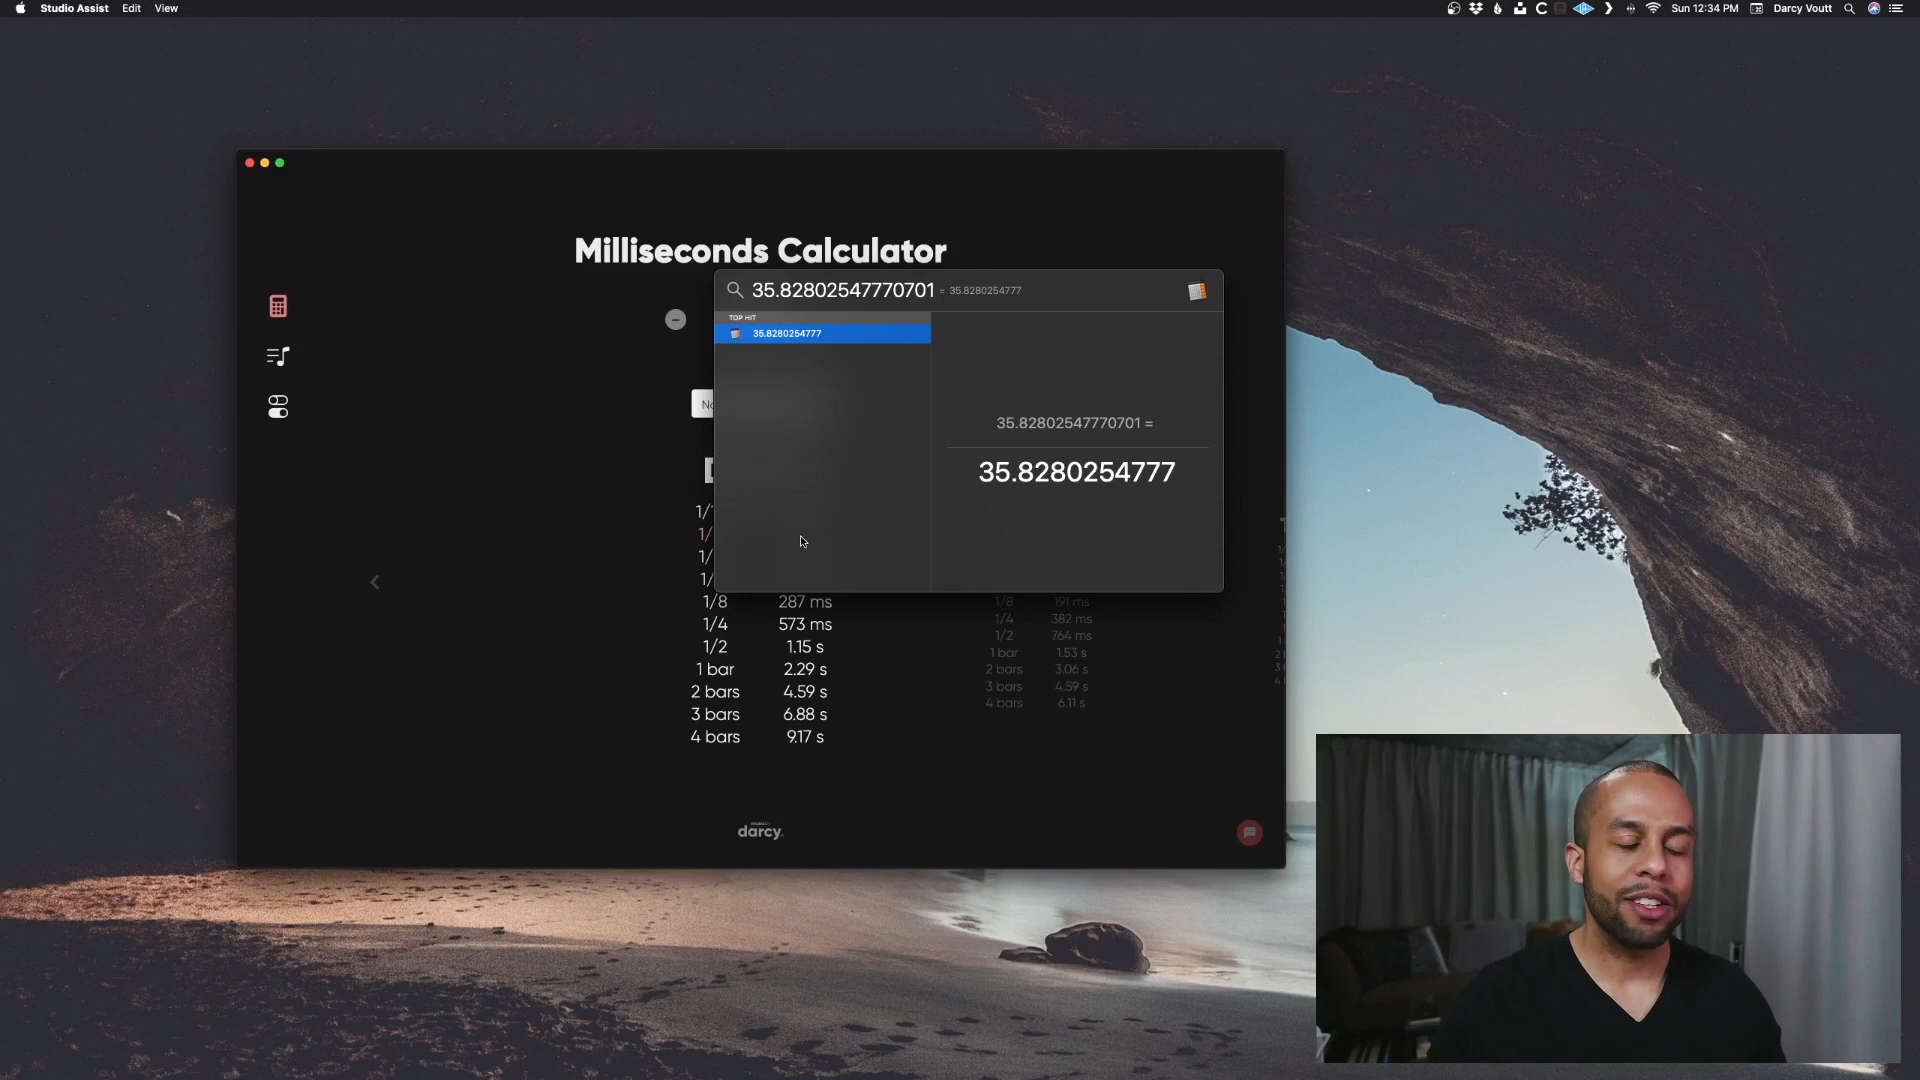 Studio Assist Edit View
Sun 12:34 PM Darcy Voutt
Milliseconds Calculator
35.82802547770701 = 35.8280254777
TOP HIT
35.8280254777
35.82802547770701 =
35.8280254777
1/8 287 ms
1/4 573 ms
1/2 1.15 s
1 bar 2.29 s
2 bars 4.59 s
3 bars 6.88 s
4 bars 9.17 s
1/8 191 ms
1/4 382 ms
1/2 764 ms
1 bar 1.53 s
2 bars 3.06 s
3 bars 4.59 s
4 bars 6.11 s
darcy.